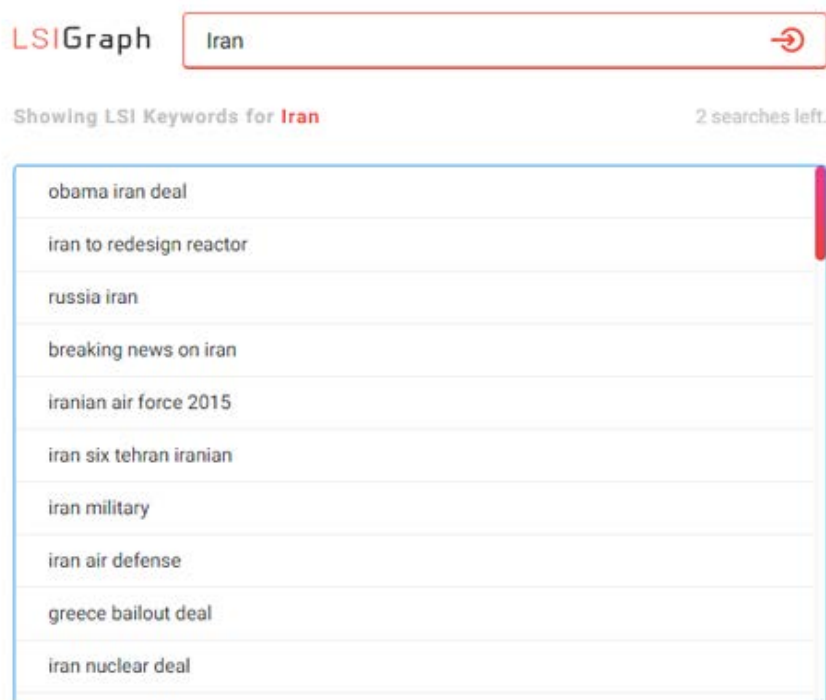 LSIGraph
Iran
Showing LSI Keywords for Iran
2 searches left.
obama iran deal
iran to redesign reactor
russia iran
breaking news on iran
iranian air force 2015
iran six tehran iranian
iran military
iran air defense
greece bailout deal
iran nuclear deal